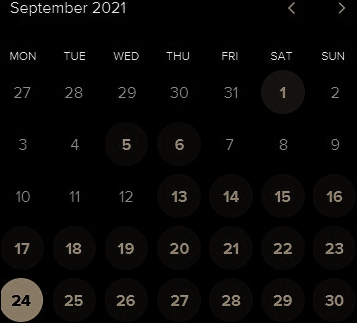 September 2021
MON TUE WED THU FRI SAT SUN
27 28 29 30 31 1 2
3 4 5 6 7 8 9
10 11 12 13 14 15 16
17 18 19 20 21 22 23
24 25 26 27 28 29 30